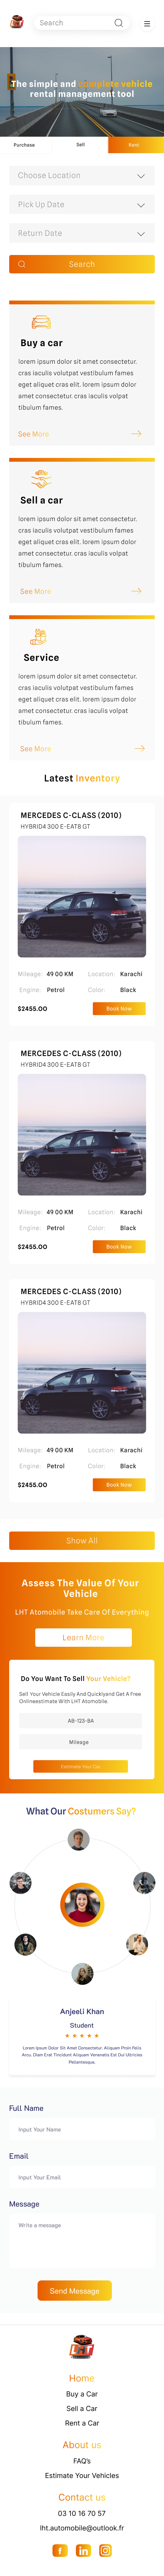 Search
The simple and complete vehicle
rental management tool
Purchase
Sell
Rent
Choose Location
Pick Up Date
Return Date
Search
Buy a car
lorem ipsum dolor sit amet consectetur.
cras iaculis volutpat vestibulum fames
eget aliquet cras elit. lorem ipsum dolor
amet consectetur. cras iaculis volpat
tibulum fames.
See More
Sell a car
lorem ipsum dolor sit amet consectetur.
cras iaculis volutpat vestibulum fames
eget aliquet cras elit. lorem ipsum dolor
amet consectetur. cras iaculis volpat
tibulum fames.
See More
Service
lorem ipsum dolor sit amet consectetur.
cras iaculis volutpat vestibulum fames
eget aliquet cras elit. lorem ipsum dolor
amet consectetur. cras iaculis volpat
tibulum fames.
See More
Latest Inventory
MERCEDES C-CLASS (2010)
HYBRID4 300 E-EAT8 GT
Mileage: 49 00 KM Location: Karachi
Engine: Petrol Color: Black
$2455.00 Book Now
MERCEDES C-CLASS (2010)
HYBRID4 300 E-EAT8 GT
Mileage: 49 00 KM Location: Karachi
Engine: Petrol Color: Black
$2455.00 Book Now
MERCEDES C-CLASS (2010)
HYBRID4 300 E-EAT8 GT
Mileage: 49 00 KM Location: Karachi
Engine: Petrol Color: Black
$2455.00 Book Now
Show All
Assess The Value Of Your
Vehicle
LHT Atomobile Take Care Of Everything
Learn More
Do You Want To Sell Your Vehicle?
Sell Your Vehicle Easily And Quicklyand Get A Free
Onlineestimate With LHT Atomobile.
AB-123-BA
Mileage
Estimate Your Car
What Our Costumers Say?
Anjeeli Khan
Student
Lorem Ipsum Dolor Sit Amet Consectetur. Aliquam Proin Felis
Arcu. Diam Erat Tincidunt Aliquam Venenatis Est Dui Ultricies
Pellentesque.
Full Name
Input Your Name
Email
Input Your Email
Message
Write a message
Send Message
Home
Buy a Car
Sell a Car
Rent a Car
About us
FAQ's
Estimate Your Vehicles
Contact us
03 10 16 70 57
lht.automobile@outlook.fr